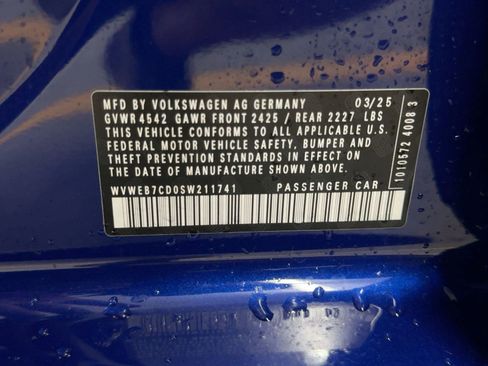 MFD BY VOLKSWAGEN AG GERMANY 03/25
GVWR 4542 GAWR FRONT 2425 / REAR 2227 LBS
THIS VEHICLE CONFORMS TO ALL APPLICABLE U.S.
FEDERAL MOTOR VEHICLE SAFETY, BUMPER AND
THEFT PREVENTION STANDARDS IN EFFECT ON
THE DATE OF MANUFACTURE SHOWN ABOVE.
WVWEB7CD0SW211741 PASSENGER CAR
1010572 4008 3